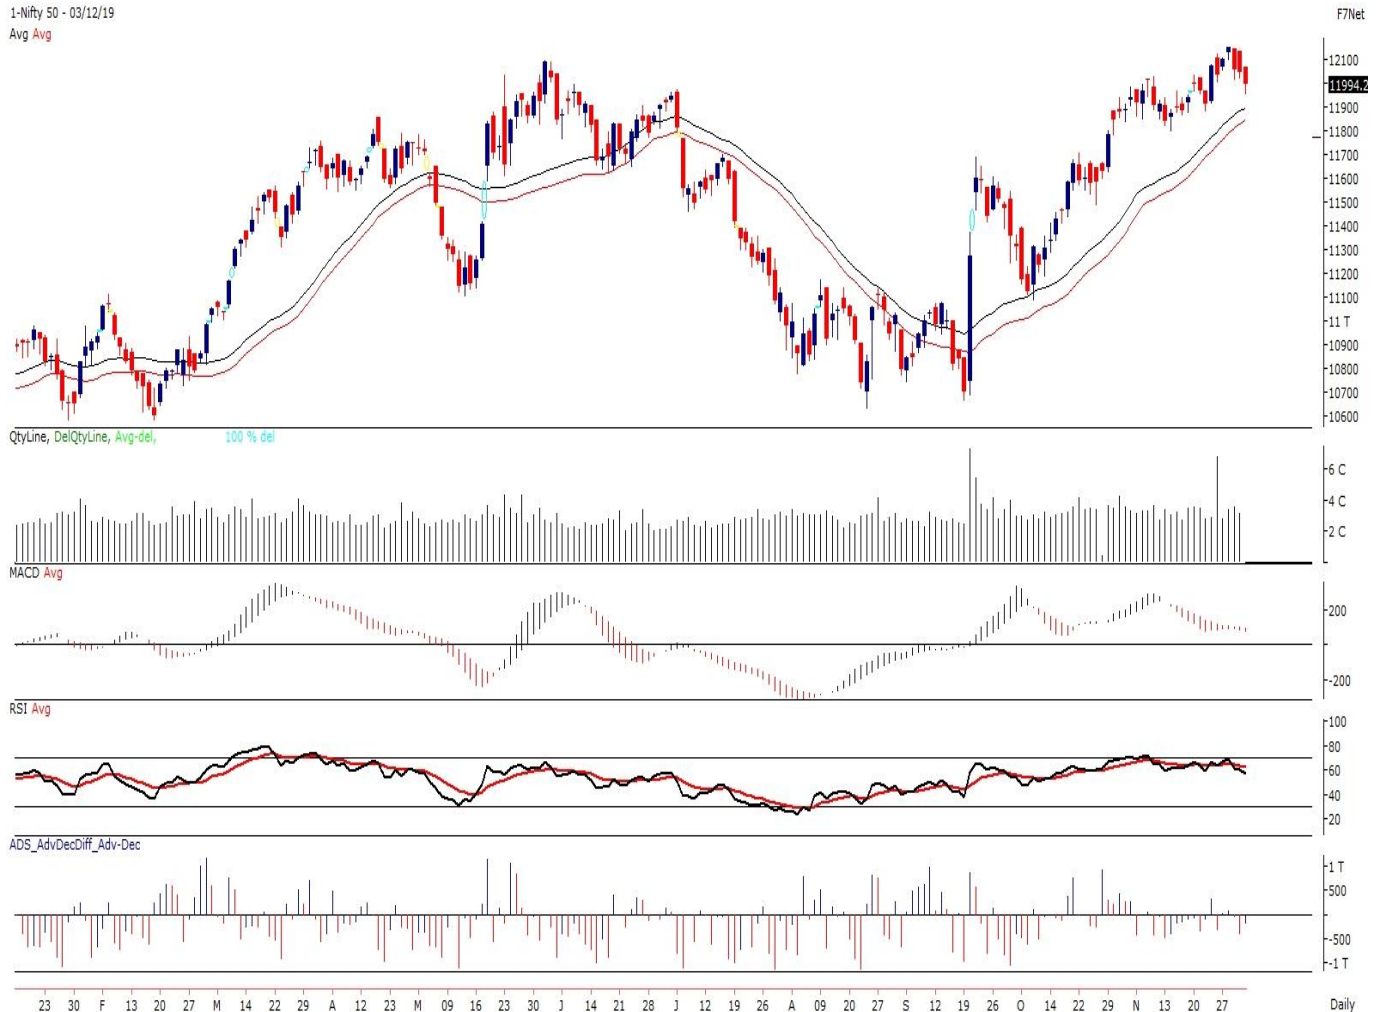 1-Nifty 50 - 03/12/19
F7Net
Avg Avg
12100
11994.2
11900
11800
11700
11600
11500
11400
11300
11200
11100
11 T
10900
10800
10700
10600
QtyLine, DelQtyLine, Avg-del, 100 % del
6 C
4 C
2 C
MACD Avg
200
-200
RSI Avg
100
80
60
40
20
ADS_AdvDecDiff_Adv-Dec
1 T
500
-500
-1 T
23 30 F 13 20 27 M 14 22 29 A 12 23 M 09 16 23 30 J 14 21 28 J 12 19 26 A 09 20 27 S 12 19 26 O 14 22 29 N 13 20 27 Daily